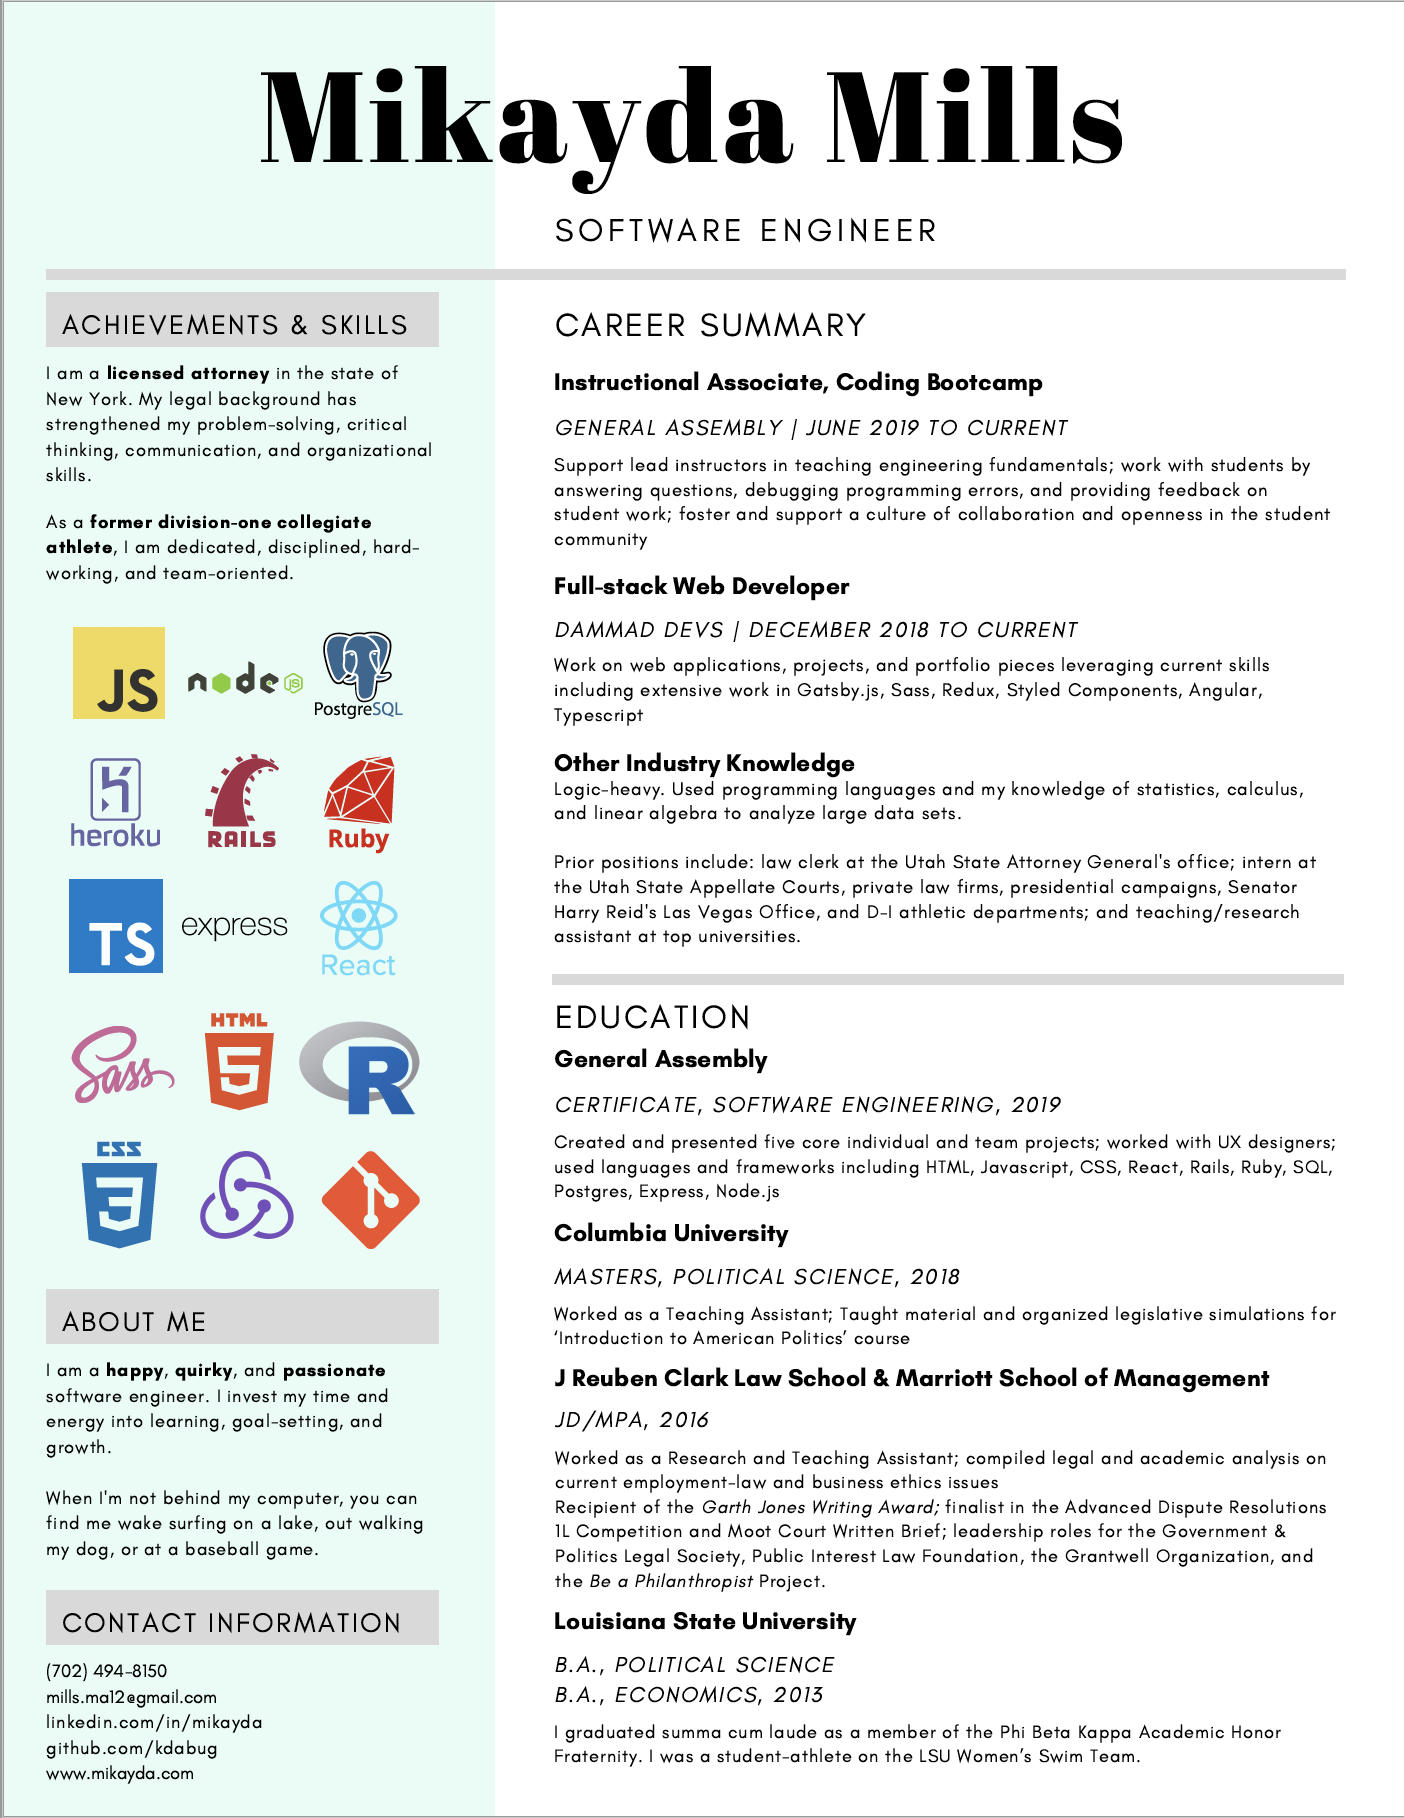 Mikayda Mills
SOFTWARE ENGINEER
ACHIEVEMENTS & SKILLS
I am a licensed attorney in the state of
New York. My legal background has
strengthened my problem-solving, critical
thinking, communication, and organizational
skills.
As a former division-one collegiate
athlete, I am dedicated, disciplined, hard-
working, and team-oriented.
JS
node JS
PostgreSQL
heroku
RAILS
Ruby
TS
express
React
Sass
HTML
5
R
CSS
3
ABOUT ME
I am a happy, quirky, and passionate
software engineer. I invest my time and
energy into learning, goal-setting, and
growth.
When I'm not behind my computer, you can
find me wake surfing on a lake, out walking
my dog, or at a baseball game.
CONTACT INFORMATION
(702) 494-8150
mills.ma12@gmail.com
linkedin.com/in/mikayda
github.com/kdabug
www.mikayda.com
CAREER SUMMARY
Instructional Associate, Coding Bootcamp
GENERAL ASSEMBLY | JUNE 2019 TO CURRENT
Support lead instructors in teaching engineering fundamentals; work with students by
answering questions, debugging programming errors, and providing feedback on
student work; foster and support a culture of collaboration and openness in the student
community
Full-stack Web Developer
DAMMAD DEVS | DECEMBER 2018 TO CURRENT
Work on web applications, projects, and portfolio pieces leveraging current skills
including extensive work in Gatsby.js, Sass, Redux, Styled Components, Angular,
Typescript
Other Industry Knowledge
Logic-heavy. Used programming languages and my knowledge of statistics, calculus,
and linear algebra to analyze large data sets.
Prior positions include: law clerk at the Utah State Attorney General's office; intern at
the Utah State Appellate Courts, private law firms, presidential campaigns, Senator
Harry Reid's Las Vegas Office, and D-I athletic departments; and teaching/research
assistant at top universities.
EDUCATION
General Assembly
CERTIFICATE, SOFTWARE ENGINEERING, 2019
Created and presented five core individual and team projects; worked with UX designers;
used languages and frameworks including HTML, Javascript, CSS, React, Rails, Ruby, SQL,
Postgres, Express, Node.js
Columbia University
MASTERS, POLITICAL SCIENCE, 2018
Worked as a Teaching Assistant; Taught material and organized legislative simulations for
‘Introduction to American Politics’ course
J Reuben Clark Law School & Marriott School of Management
JD/MPA, 2016
Worked as a Research and Teaching Assistant; compiled legal and academic analysis on
current employment-law and business ethics issues
Recipient of the Garth Jones Writing Award; finalist in the Advanced Dispute Resolutions
1L Competition and Moot Court Written Brief; leadership roles for the Government &
Politics Legal Society, Public Interest Law Foundation, the Grantwell Organization, and
the Be a Philanthropist Project.
Louisiana State University
B.A., POLITICAL SCIENCE
B.A., ECONOMICS, 2013
I graduated summa cum laude as a member of the Phi Beta Kappa Academic Honor
Fraternity. I was a student-athlete on the LSU Women’s Swim Team.